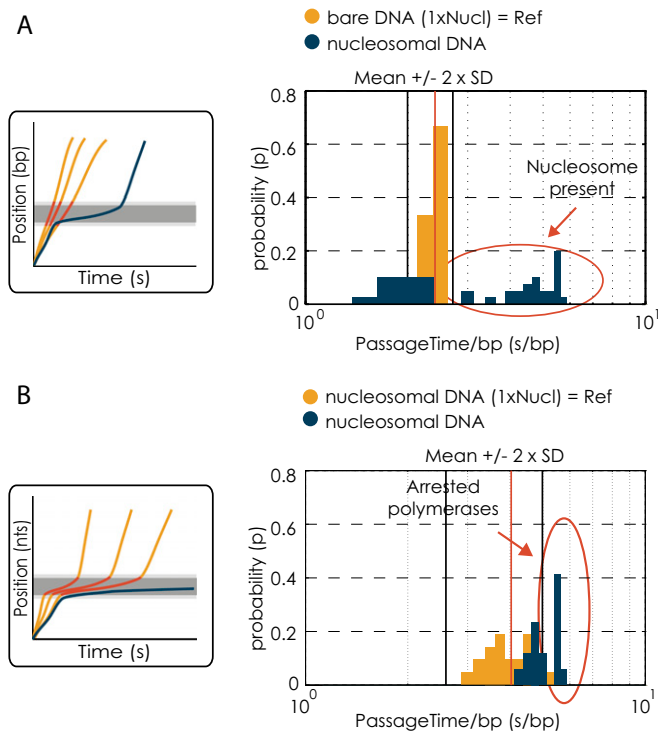 A
bare DNA (1xNucl) = Ref
nucleosomal DNA
Mean +/- 2 x SD
Position (bp)
Time (s)
probability (p)
0.8
0.6
0.4
0.2
0
Nucleosome
present
10^0
10^1
PassageTime/bp (s/bp)
B
nucleosomal DNA (1xNucl) = Ref
nucleosomal DNA
Mean +/- 2 x SD
Position (nts)
Time (s)
probability (p)
0.8
0.6
0.4
0.2
0
Arrested
polymerases
10^0
10^1
PassageTime/bp (s/bp)